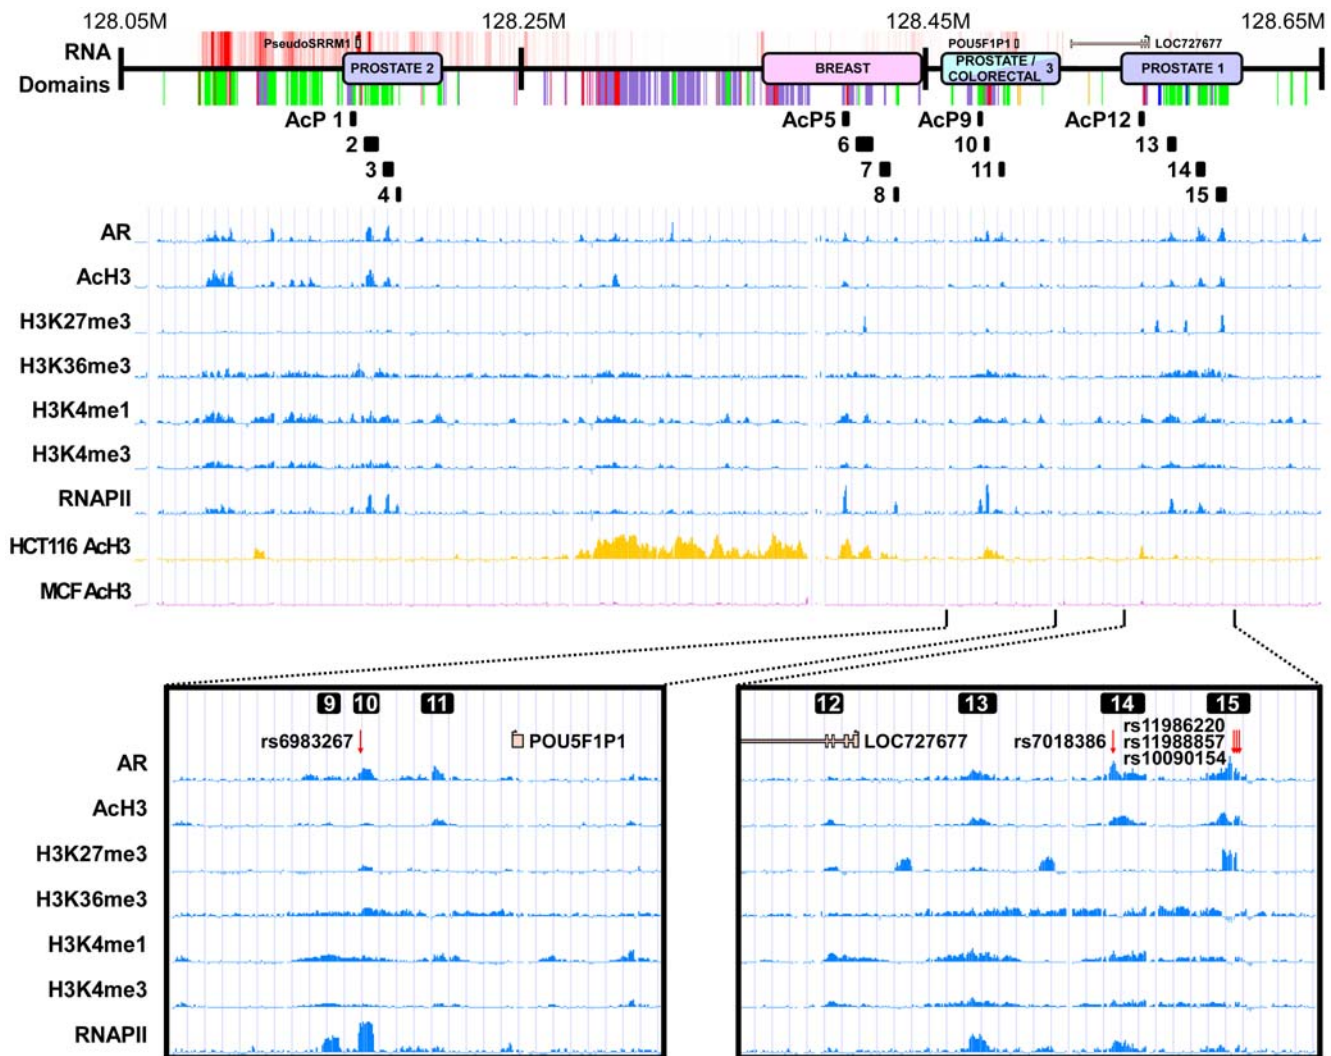 128.05M 128.25M 128.45M 128.65M
RNA
PseudoSRRM1 POU5F1P1 LOC727677
PROSTATE 2 BREAST PROSTATE / COLORECTAL 3 PROSTATE 1
Domains
AcP 1 AcP5 AcP9 AcP12
2 6 10 13
3 7 11 14
4 8 15
AR
AcH3
H3K27me3
H3K36me3
H3K4me1
H3K4me3
RNAPII
HCT116 AcH3
MCF AcH3
9 10 11 12 13 14 15
rs11986220
rs6983267 POU5F1P1 LOC727677 rs7018386 rs11988857
rs10090154
AR
AcH3
H3K27me3
H3K36me3
H3K4me1
H3K4me3
RNAPII